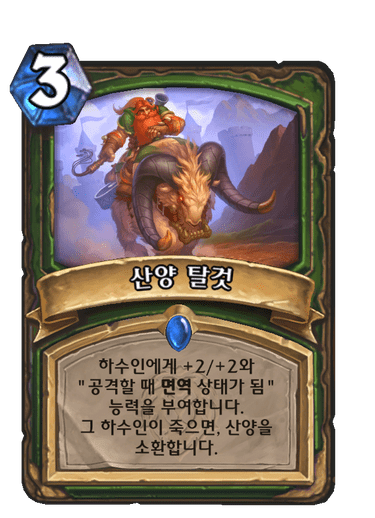 3
산양 탈것
하수인에게 +2/+2와
"공격할 때 면역 상태가 됨"
능력을 부여합니다.
그 하수인이 죽으면, 산양을
소환합니다.